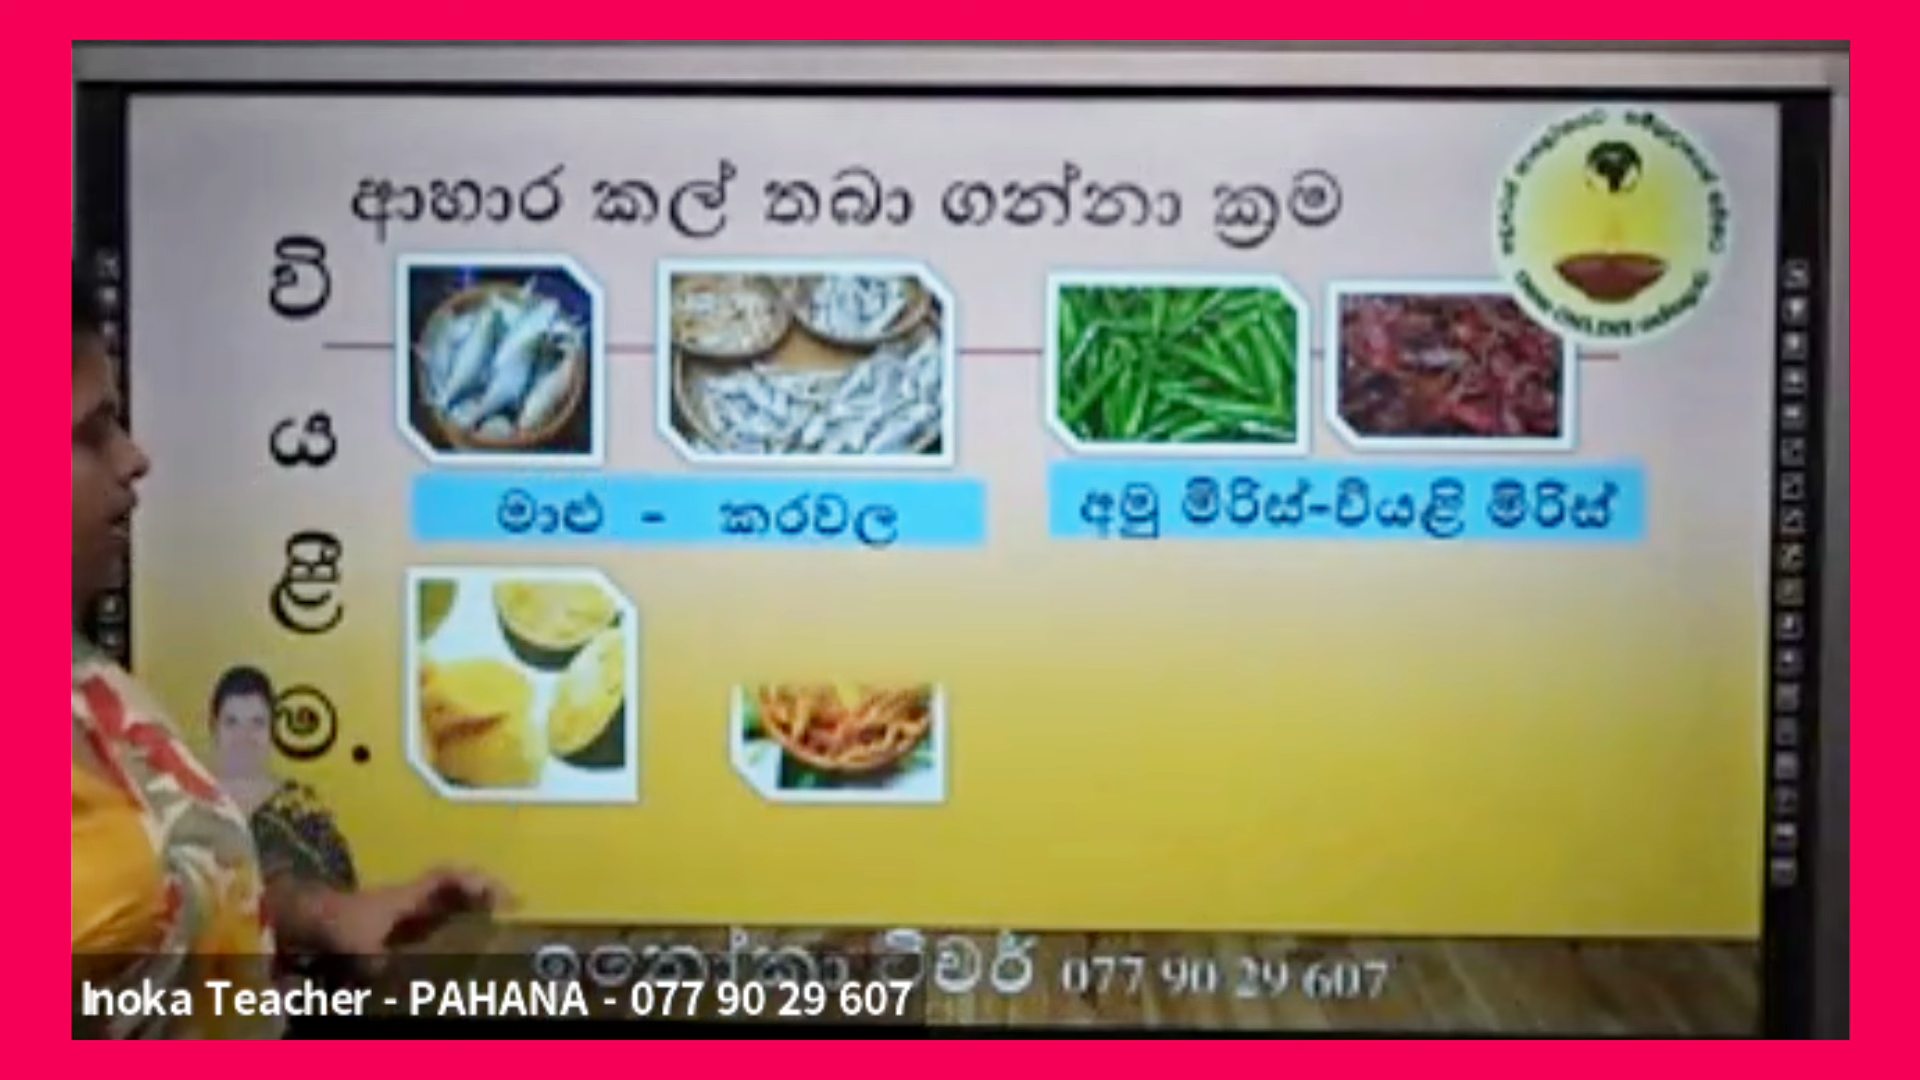 ආහාර කල් තබා ගන්නා ක්‍රම
වි
ය
ළි
ම.
මාළු - කරවල
අමු මිරිස්-වියළි මිරිස්
ඉනෝකා ටීචර් 077 90 29 607
Inoka Teacher - PAHANA - 077 90 29 607